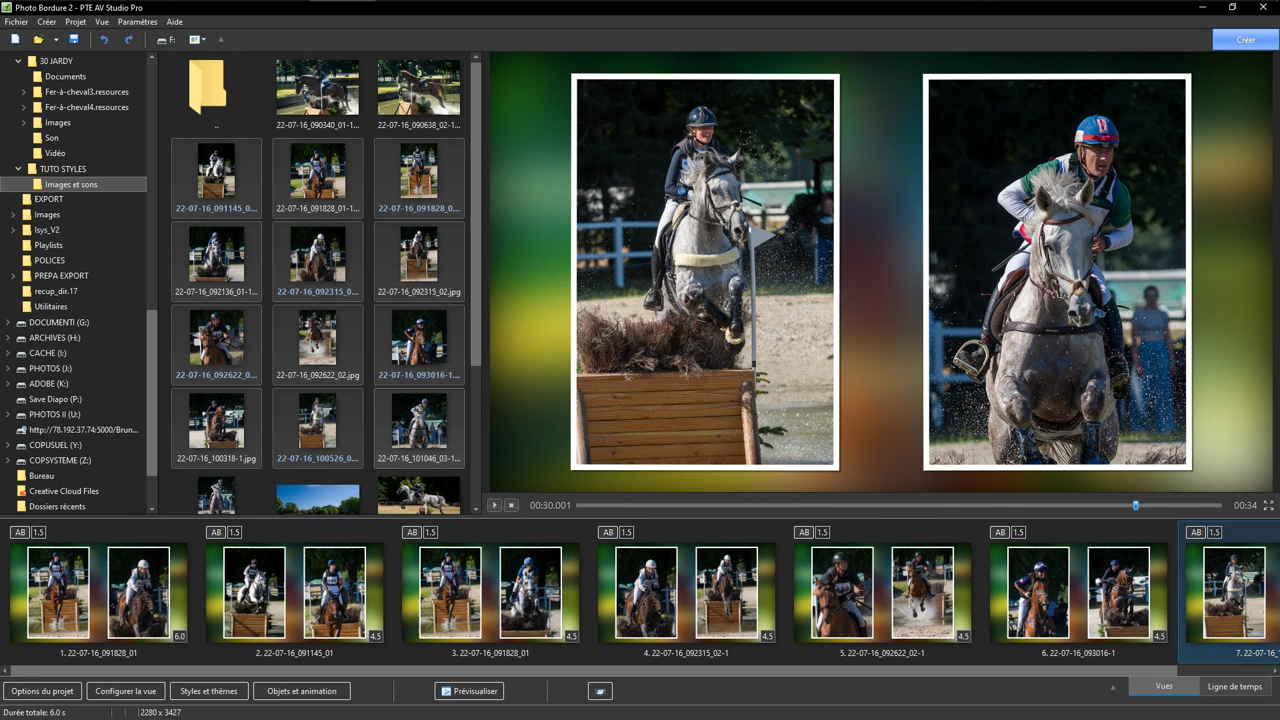 Photo Bordure 2 - PTE AV Studio Pro
Fichier Créer Projet Vue Paramètres Aide
F:
Créer
30 JARDY
Documents
Fer-à-cheval3.resources
Fer-à-cheval4.resources
Images
Son
Vidéo
TUTO STYLES
Images et sons
EXPORT
Images
Isys_V2
Playlists
POLICES
PREPA EXPORT
recup_dir.17
Utilitaires
DOCUMENTI (G:)
ARCHIVES (H:)
CACHE (I:)
PHOTOS (J:)
ADOBE (K:)
Save Diapo (P:)
PHOTOS II (U:)
http://78.192.37.74:5000/Brun...
COPUSUEL (Y:)
COPSYSTEME (Z:)
Bureau
Creative Cloud Files
Dossiers récents
.. 22-07-16_090340_01-1... 22-07-16_090638_02-1...
22-07-16_091145_0... 22-07-16_091828_01-1... 22-07-16_091828_0...
22-07-16_092136_01-1... 22-07-16_092315_0... 22-07-16_092315_02.jpg
22-07-16_092622_0... 22-07-16_092622_02.jpg 22-07-16_093016-1...
22-07-16_100318-1.jpg 22-07-16_100526_0... 22-07-16_101046_03-1...
00:30.001 00:34
AB 1.5 AB 1.5 AB 1.5 AB 1.5 AB 1.5 AB 1.5 AB 1.5
6.0 4.5 4.5 4.5 4.5 4.5
1. 22-07-16_091828_01 2. 22-07-16_091145_01 3. 22-07-16_091828_01 4. 22-07-16_092315_02-1 5. 22-07-16_092622_02-1 6. 22-07-16_093016-1 7. 22-07-16_
Options du projet Configurer la vue Styles et thèmes Objets et animation Prévisualiser Vues Ligne de temps
Durée totale: 6.0 s 2280 x 3427